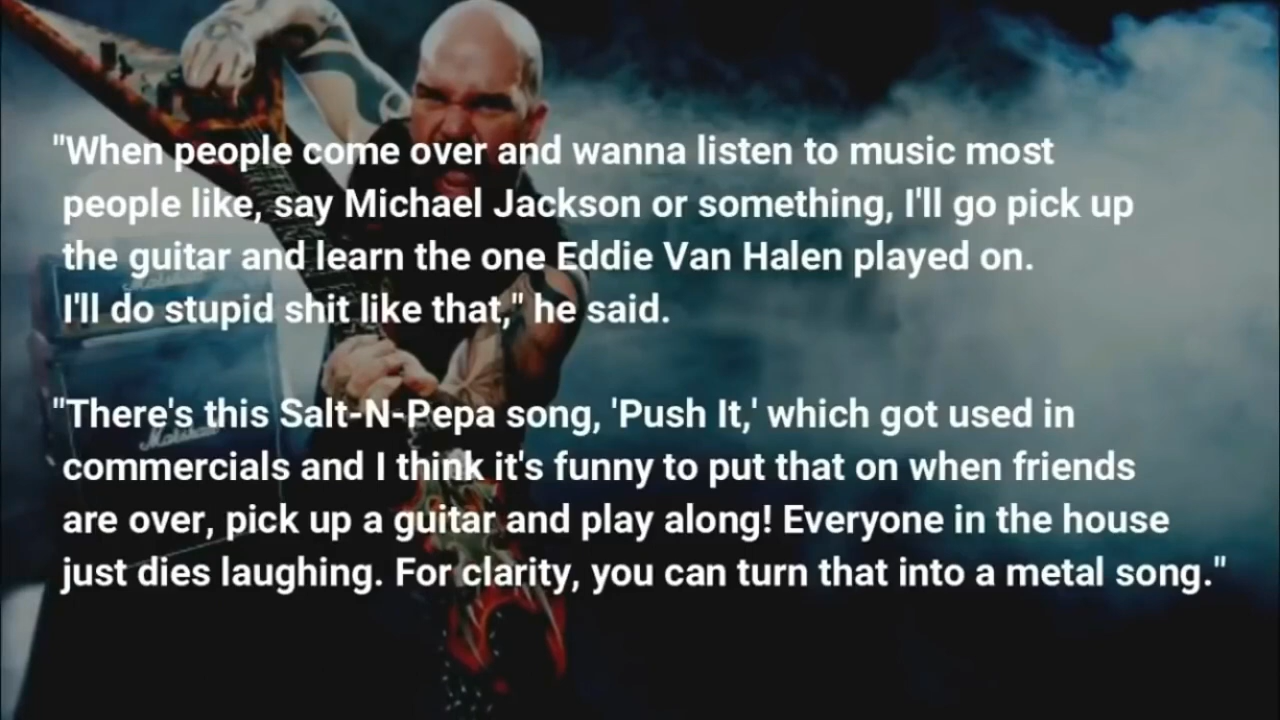 Marshall
"When people come over and wanna listen to music most
people like, say Michael Jackson or something, I'll go pick up
the guitar and learn the one Eddie Van Halen played on.
I'll do stupid shit like that," he said.
"There's this Salt-N-Pepa song, 'Push It,' which got used in
Marshall
commercials and I think it's funny to put that on when friends
are over, pick up a guitar and play along! Everyone in the house
just dies laughing. For clarity, you can turn that into a metal song."